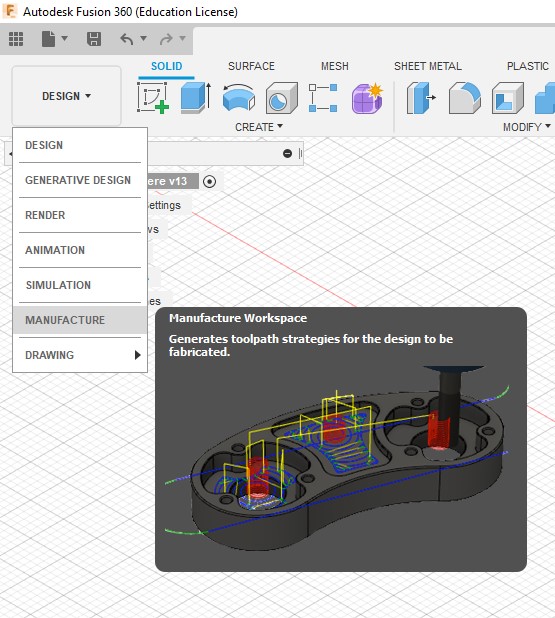 Autodesk Fusion 360 (Education License)
SOLID SURFACE MESH SHEET METAL PLASTIC
DESIGN
CREATE MODIFY
DESIGN
GENERATIVE DESIGN
ere v13
RENDER
ettings
ws
ANIMATION
SIMULATION
es
MANUFACTURE
Manufacture Workspace
Generates toolpath strategies for the design to be
fabricated.
DRAWING